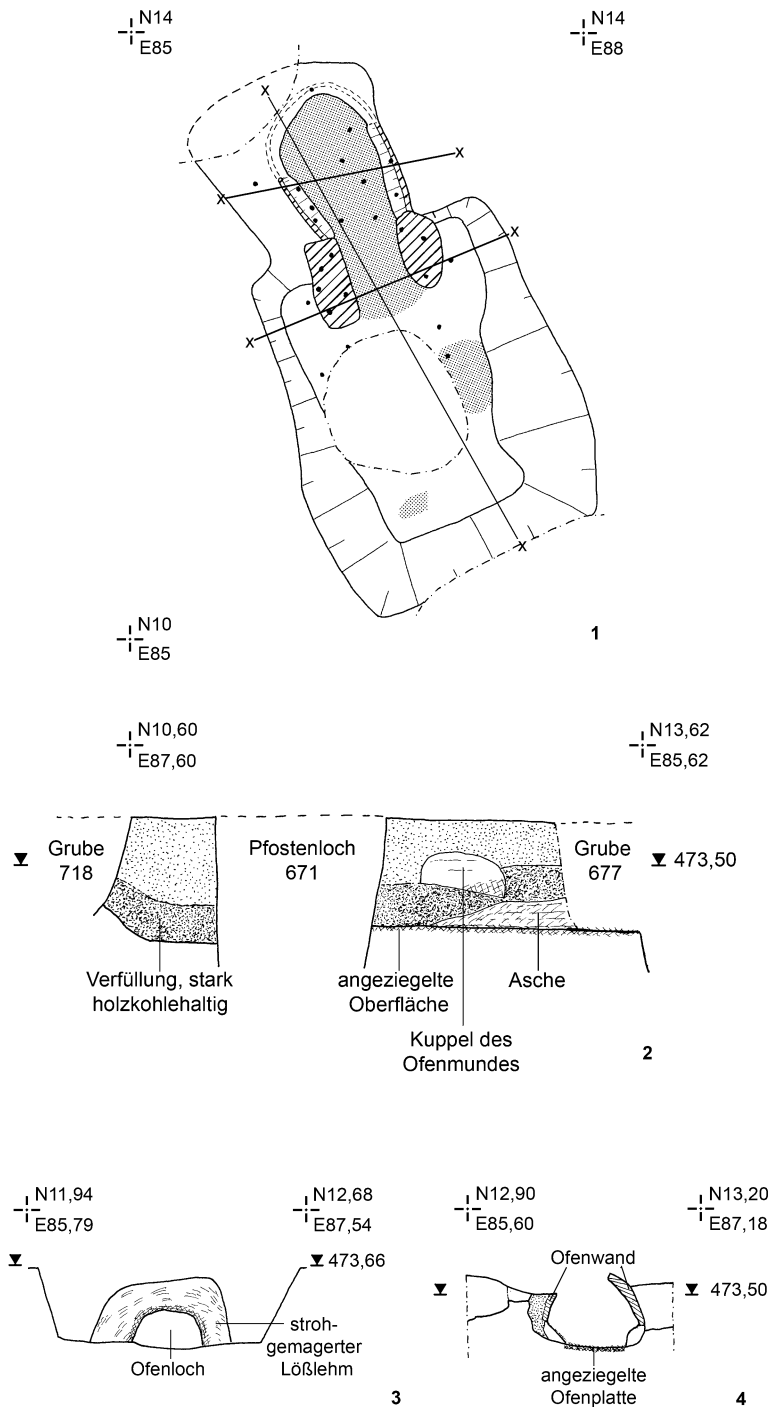 N14
E85
N14
E88
x
x
x
x
x
x
N10
E85
1
N10,60
E87,60
N13,62
E85,62
Grube
718
Pfostenloch
671
Grube
677
473,50
Verfüllung, stark
holzkohlehaltig
angeziegelte
Oberfläche
Asche
Kuppel des
Ofenmundes
2
N11,94
E85,79
N12,68
E87,54
473,66
stroh-
gemagerter
Lößlehm
Ofenloch
3
N12,90
E85,60
N13,20
E87,18
Ofenwand
473,50
angeziegelte
Ofenplatte
4